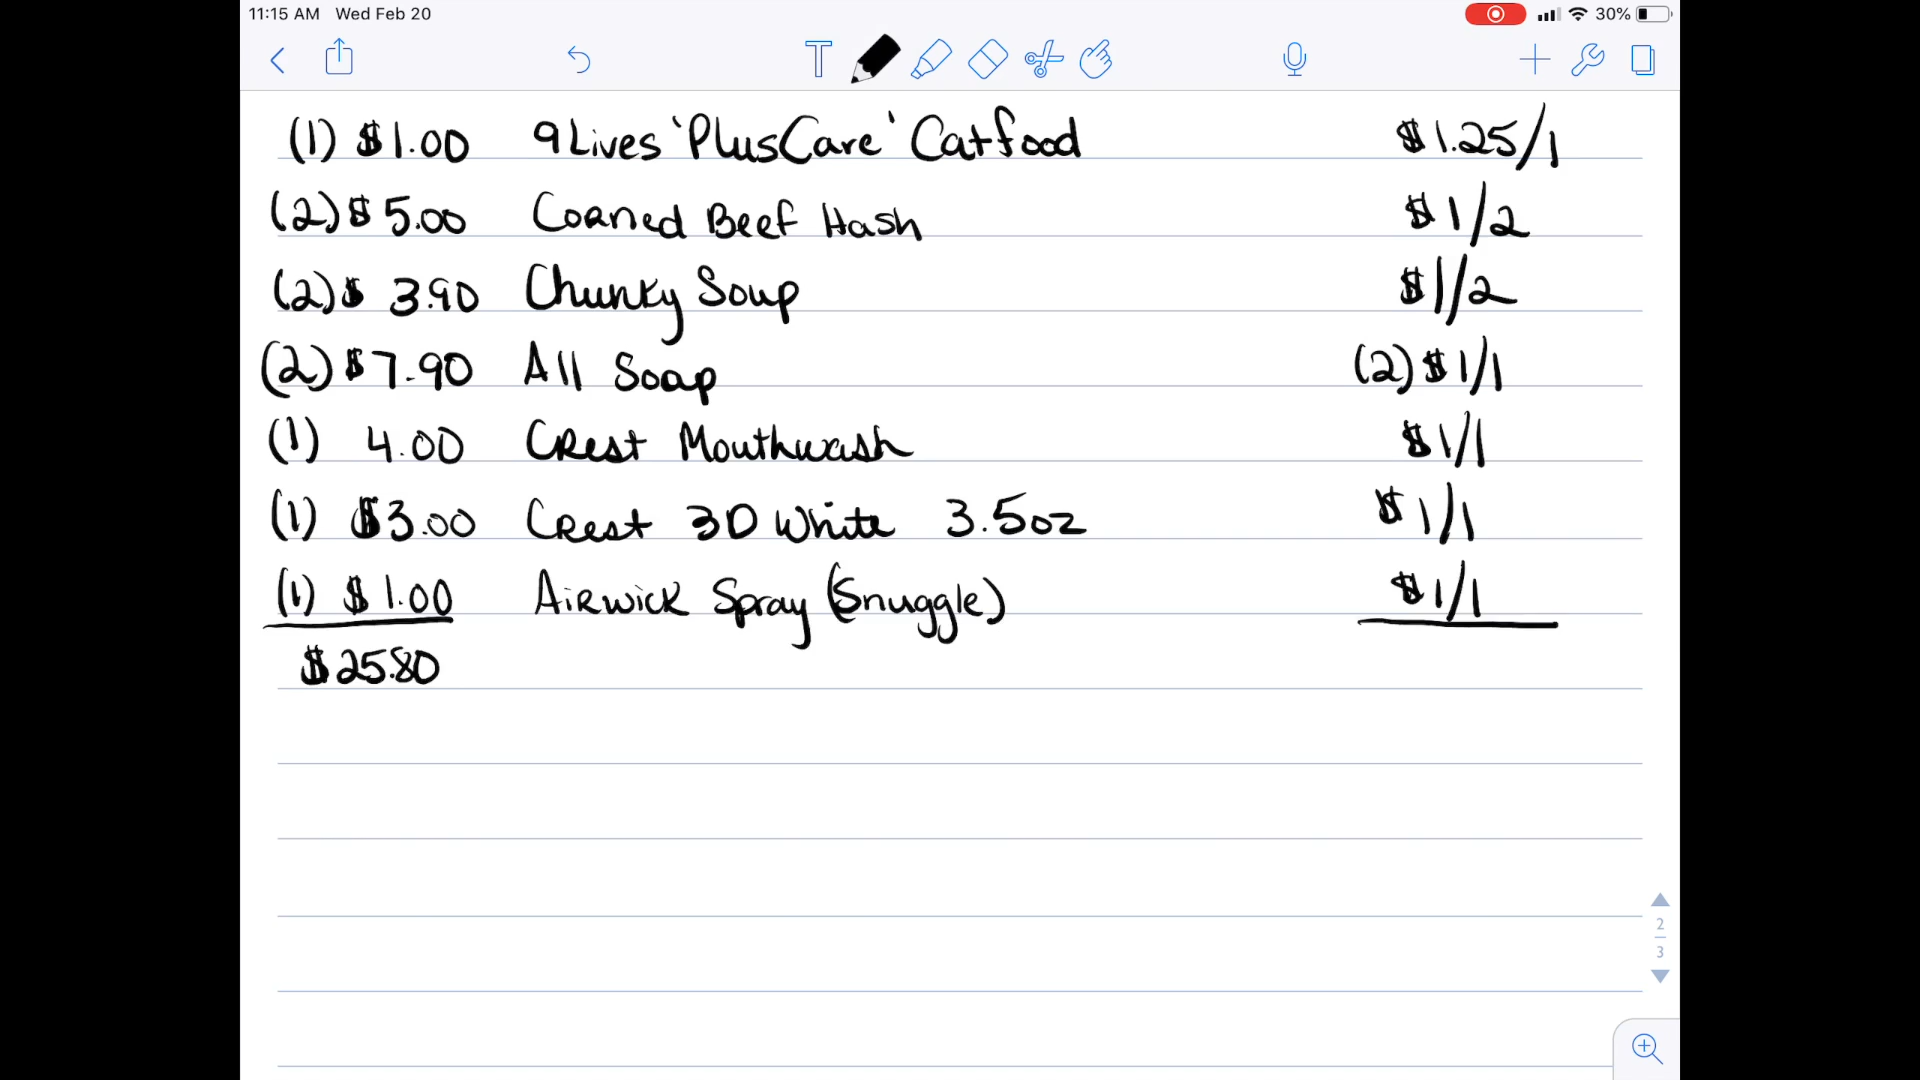 11:15 AM Wed Feb 20 30%
T
(1) $1.00 9Lives 'PlusCare' Catfood $1.25/1
(2) $ 5.00 Corned Beef Hash $1/2
(2) $ 3.90 Chunky Soup $1/2
(2) $7.90 All Soap (2) $1/1
(1) 4.00 Crest Mouthwash $1/1
(1) $3.00 Crest 3D White 3.5oz $1/1
(1) $1.00 Airwick Spray (Snuggle) $1/1
$25.80
2
3